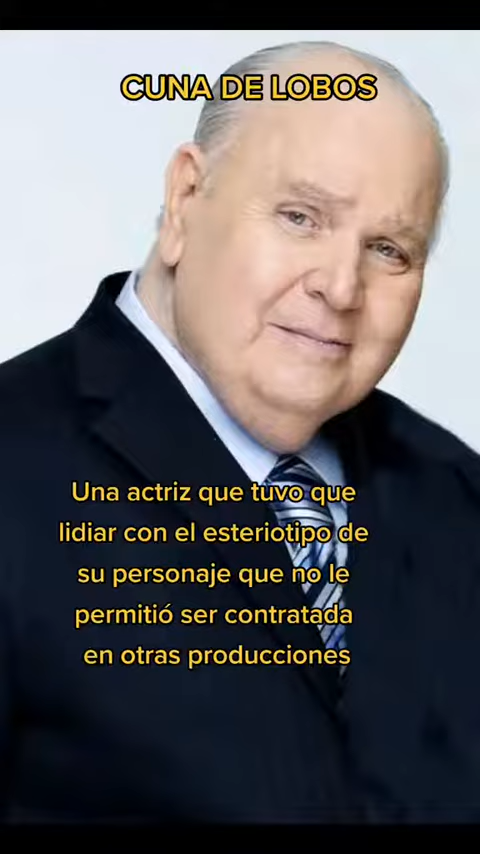 CUNA DE LOBOS
Una actriz que tuvo que
lidiar con el esteriotipo de
su personaje que no le
permitió ser contratada
en otras producciones